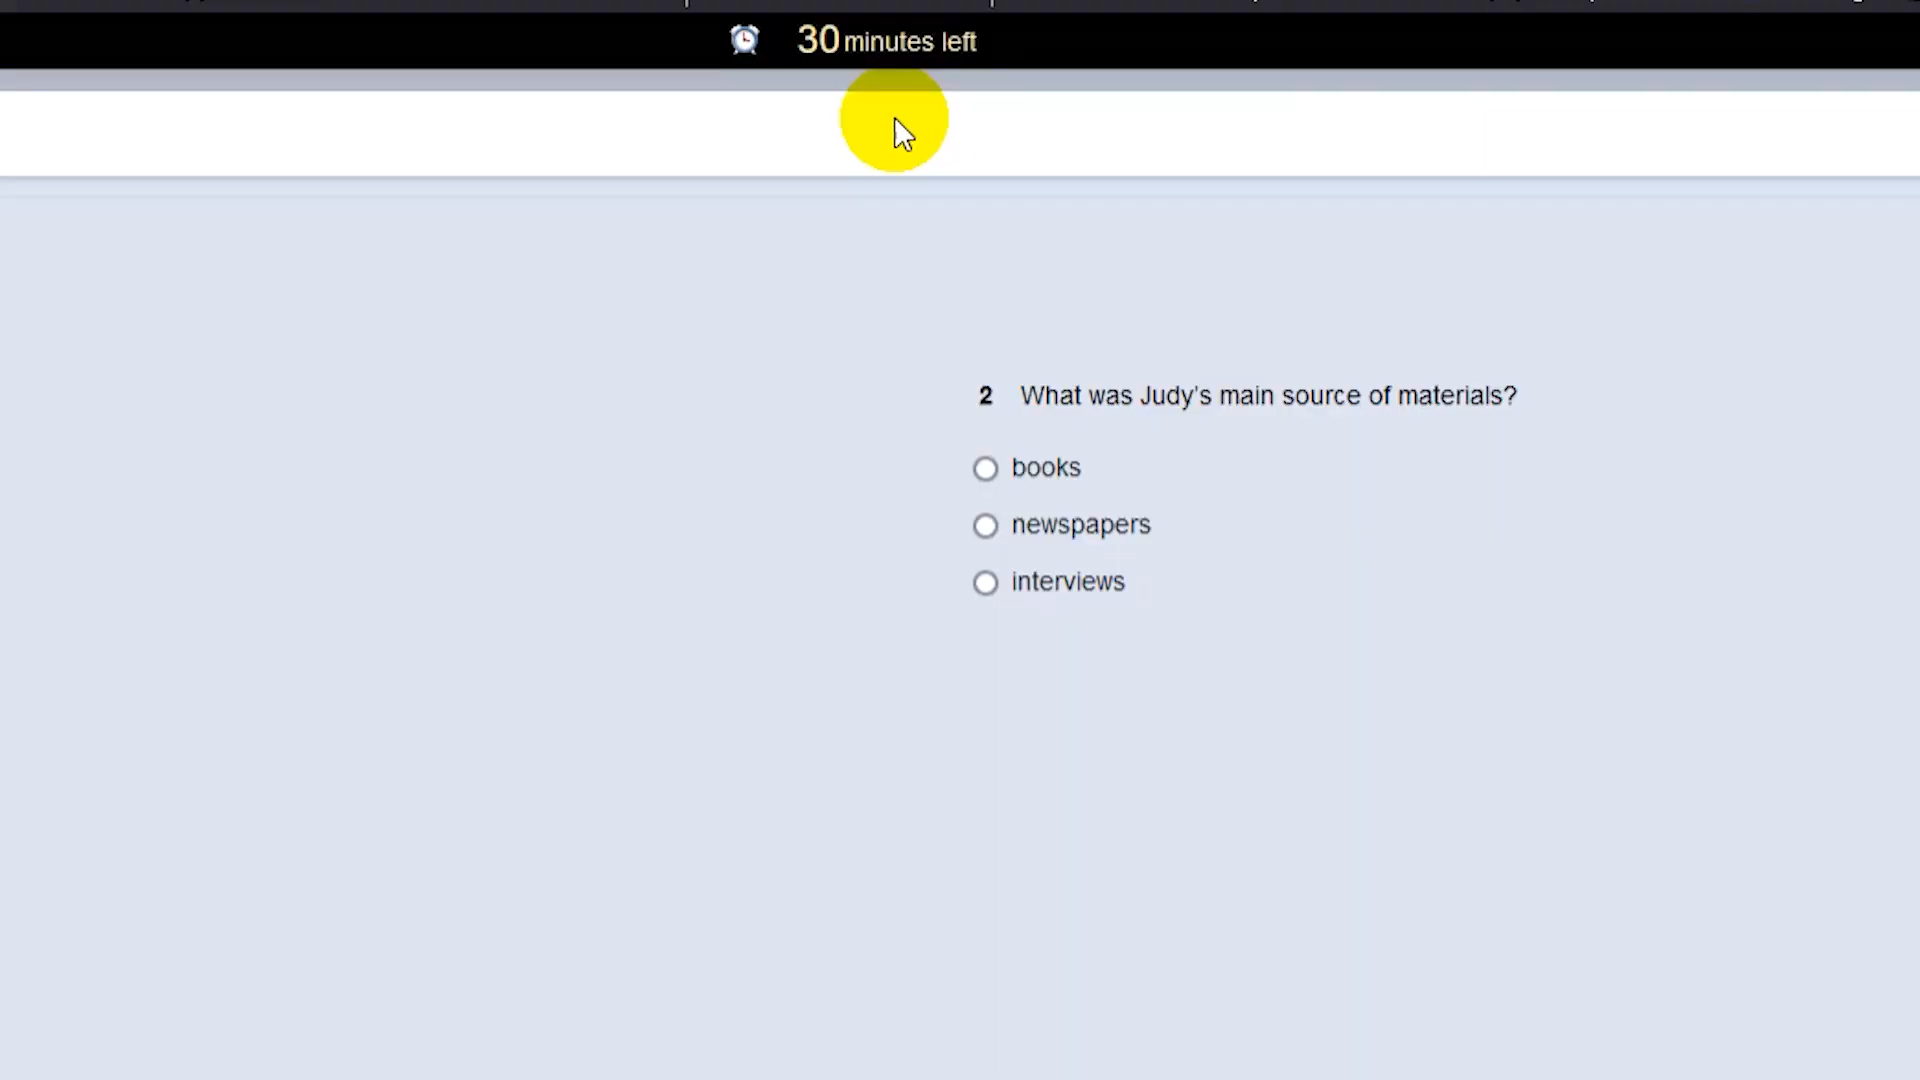 30 minutes left
2 What was Judy's main source of materials?
books
newspapers
interviews